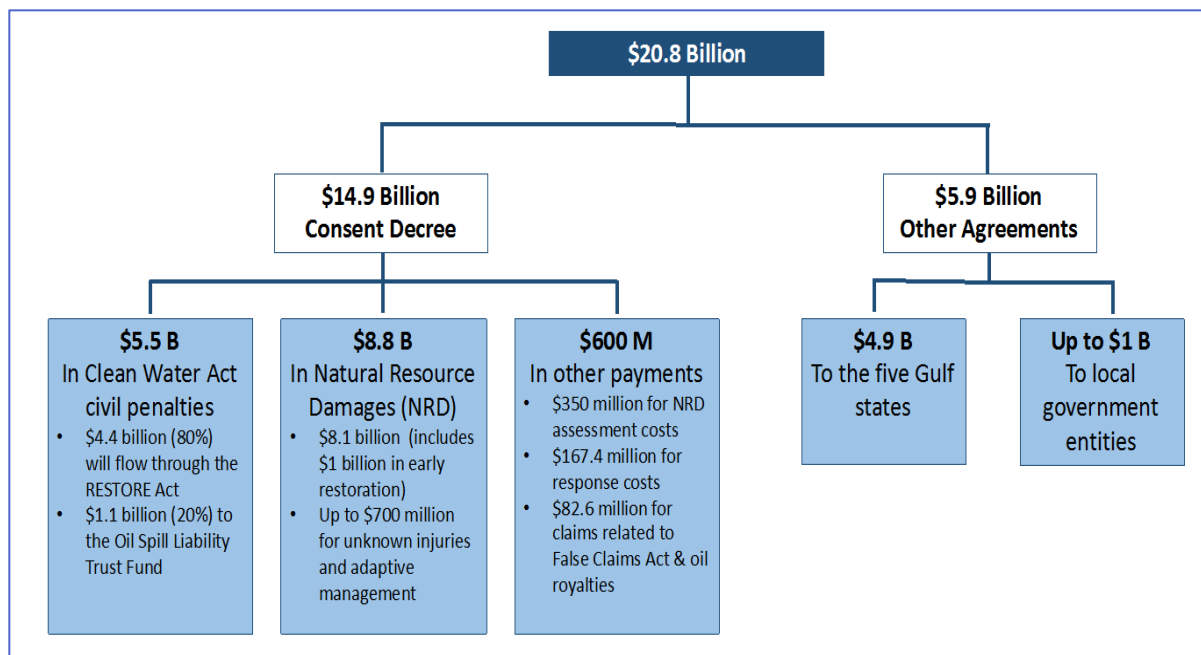 $20.8 Billion
$14.9 Billion
Consent Decree
$5.9 Billion
Other Agreements
$5.5 B
In Clean Water Act
civil penalties
• $4.4 billion (80%)
will flow through the
RESTORE Act
• $1.1 billion (20%) to
the Oil Spill Liability
Trust Fund
$8.8 B
In Natural Resource
Damages (NRD)
• $8.1 billion (includes
$1 billion in early
restoration)
• Up to $700 million
for unknown injuries
and adaptive
management
$600 M
In other payments
• $350 million for NRD
assessment costs
• $167.4 million for
response costs
• $82.6 million for
claims related to
False Claims Act & oil
royalties
$4.9 B
To the five Gulf
states
Up to $1 B
To local
government
entities